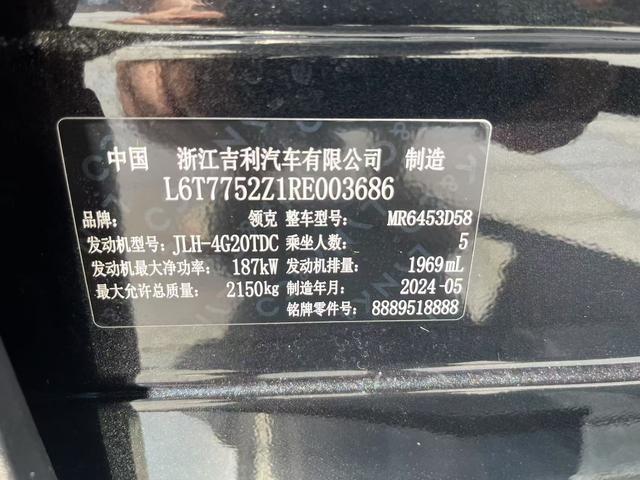 中国 浙江吉利汽车有限公司 制造
L6T7752Z1RE003686
品牌: 领克 整车型号: MR6453D58
发动机型号: JLH-4G20TDC 乘坐人数: 5
发动机最大净功率: 187kW 发动机排量: 1969mL
最大允许总质量: 2150kg 制造年月: 2024-05
铭牌零件号: 8889518888